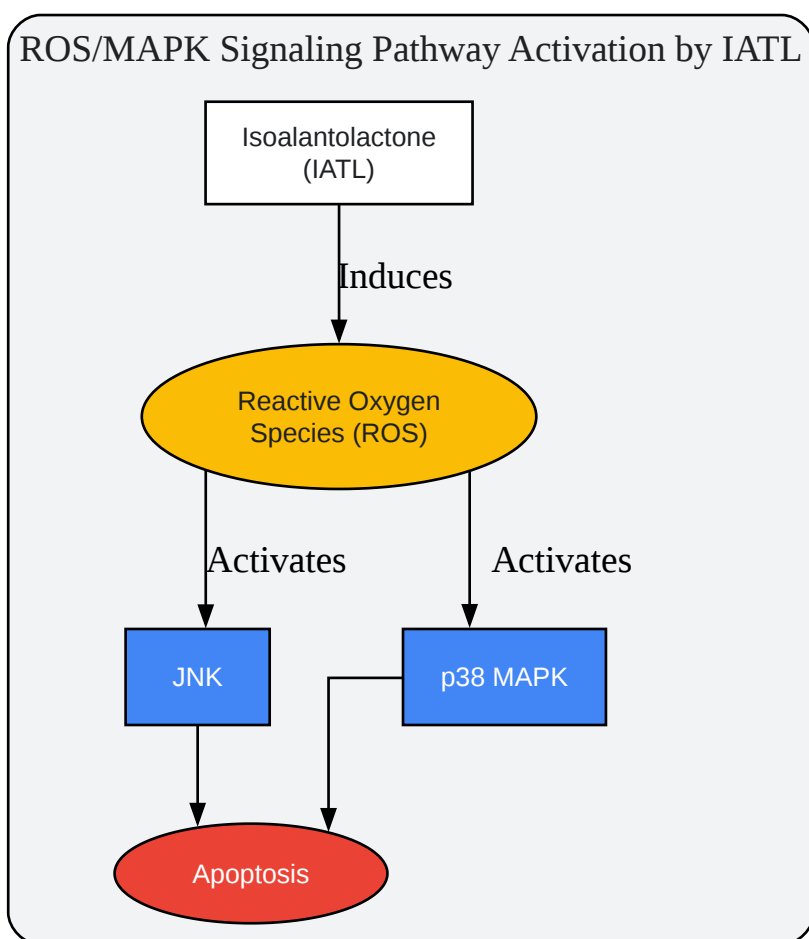 ROS/MAPK Signaling Pathway Activation by IATL
Isoalantolactone
(IATL)
Induces
Reactive Oxygen
Species (ROS)
Activates
Activates
JNK
p38 MAPK
Apoptosis